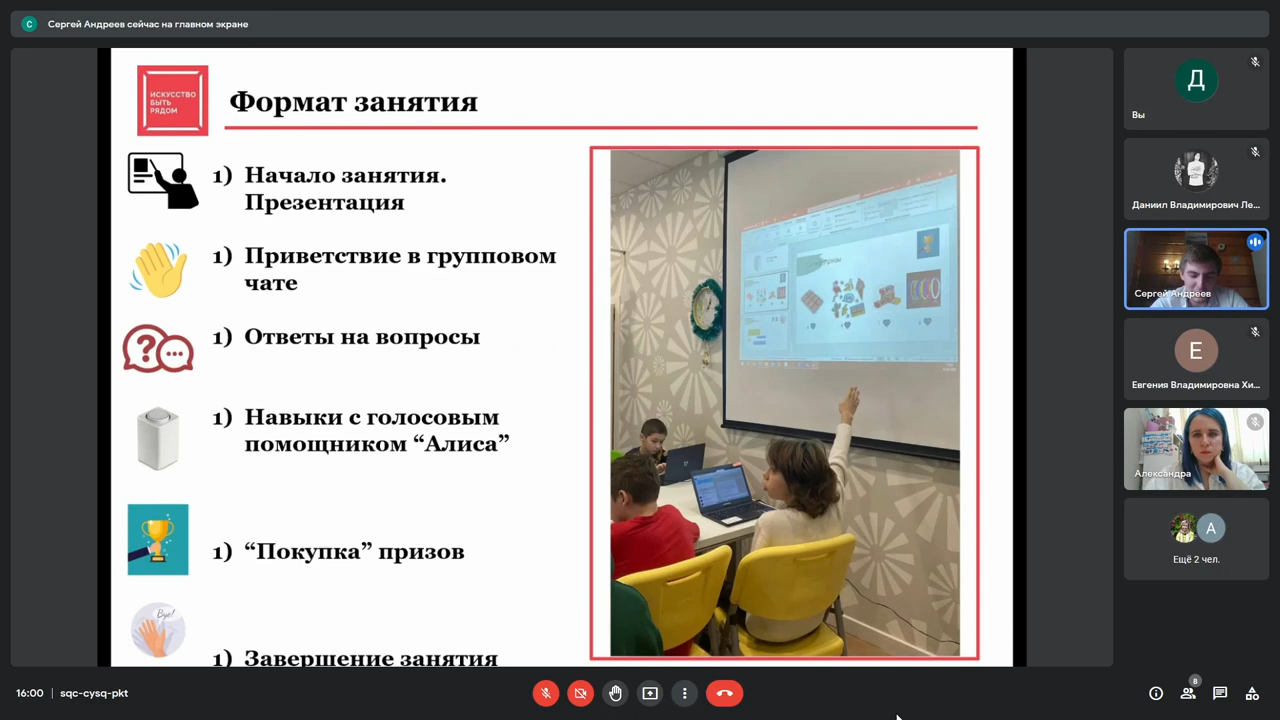 С
Сергей Андреев сейчас на главном экране
ИСКУССТВО
БЫТЬ
РЯДОМ
Формат занятия
1) Начало занятия.
Презентация
1) Приветствие в групповом
чате
1) Ответы на вопросы
1) Навыки с голосовым
помощником “Алиса”
1) “Покупка” призов
Bye!
1) Завершение занятия
Д
Вы
Даниил Владимирович Ле...
Сергей Андреев
Е
Евгения Владимировна Хи...
Александра
А
Ещё 2 чел.
16:00 | sqc-cysq-pkt
8